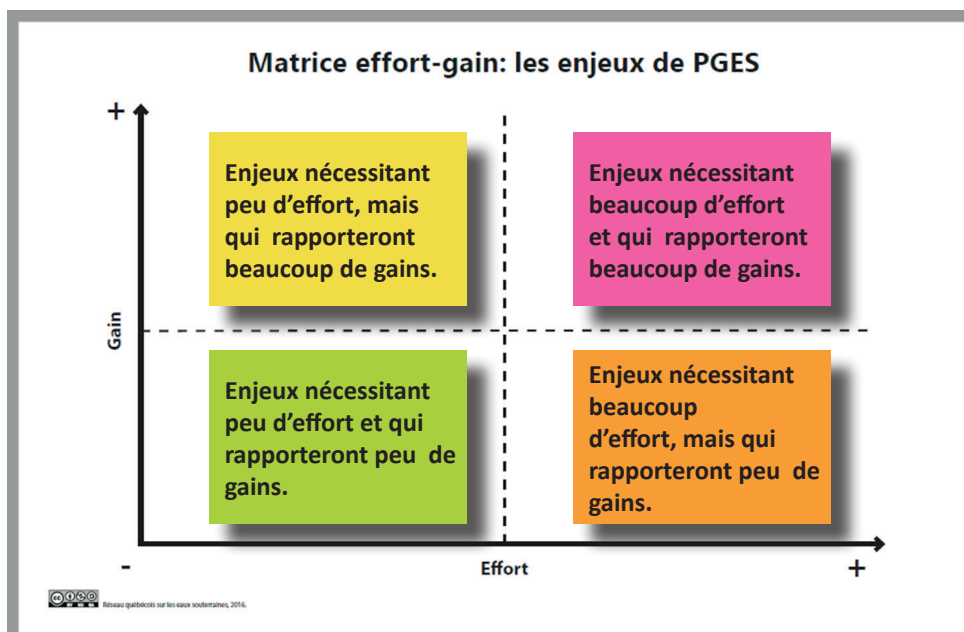 Matrice effort-gain: les enjeux de PGES
+
Enjeux nécessitant
peu d’effort, mais
qui rapporteront
beaucoup de gains.
Enjeux nécessitant
beaucoup d’effort
et qui rapporteront
beaucoup de gains.
Gain
Enjeux nécessitant
peu d’effort et qui
rapporteront peu de
gains.
Enjeux nécessitant
beaucoup
d’effort, mais qui
rapporteront peu de
gains.
-
Effort
+
cc
Réseau québécois sur les eaux souterraines, 2016.